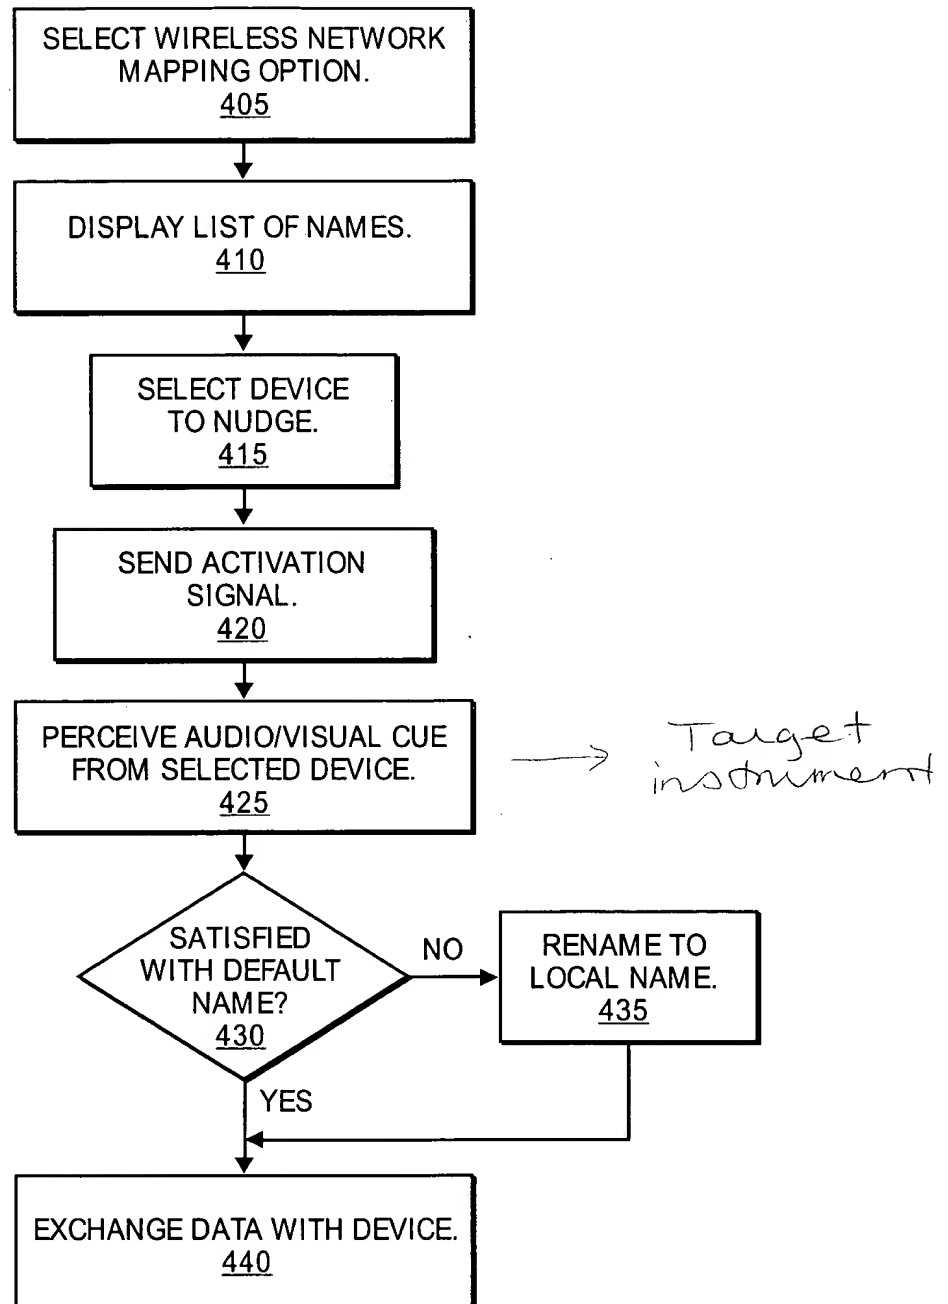 SELECT WIRELESS NETWORK
MAPPING OPTION.
405
DISPLAY LIST OF NAMES.
410
SELECT DEVICE
TO NUDGE.
415
SEND ACTIVATION
SIGNAL.
420
PERCEIVE AUDIO/VISUAL CUE
FROM SELECTED DEVICE.
425
Target
instrument
SATISFIED
WITH DEFAULT
NAME?
430
NO
RENAME TO
LOCAL NAME.
435
YES
EXCHANGE DATA WITH DEVICE.
440